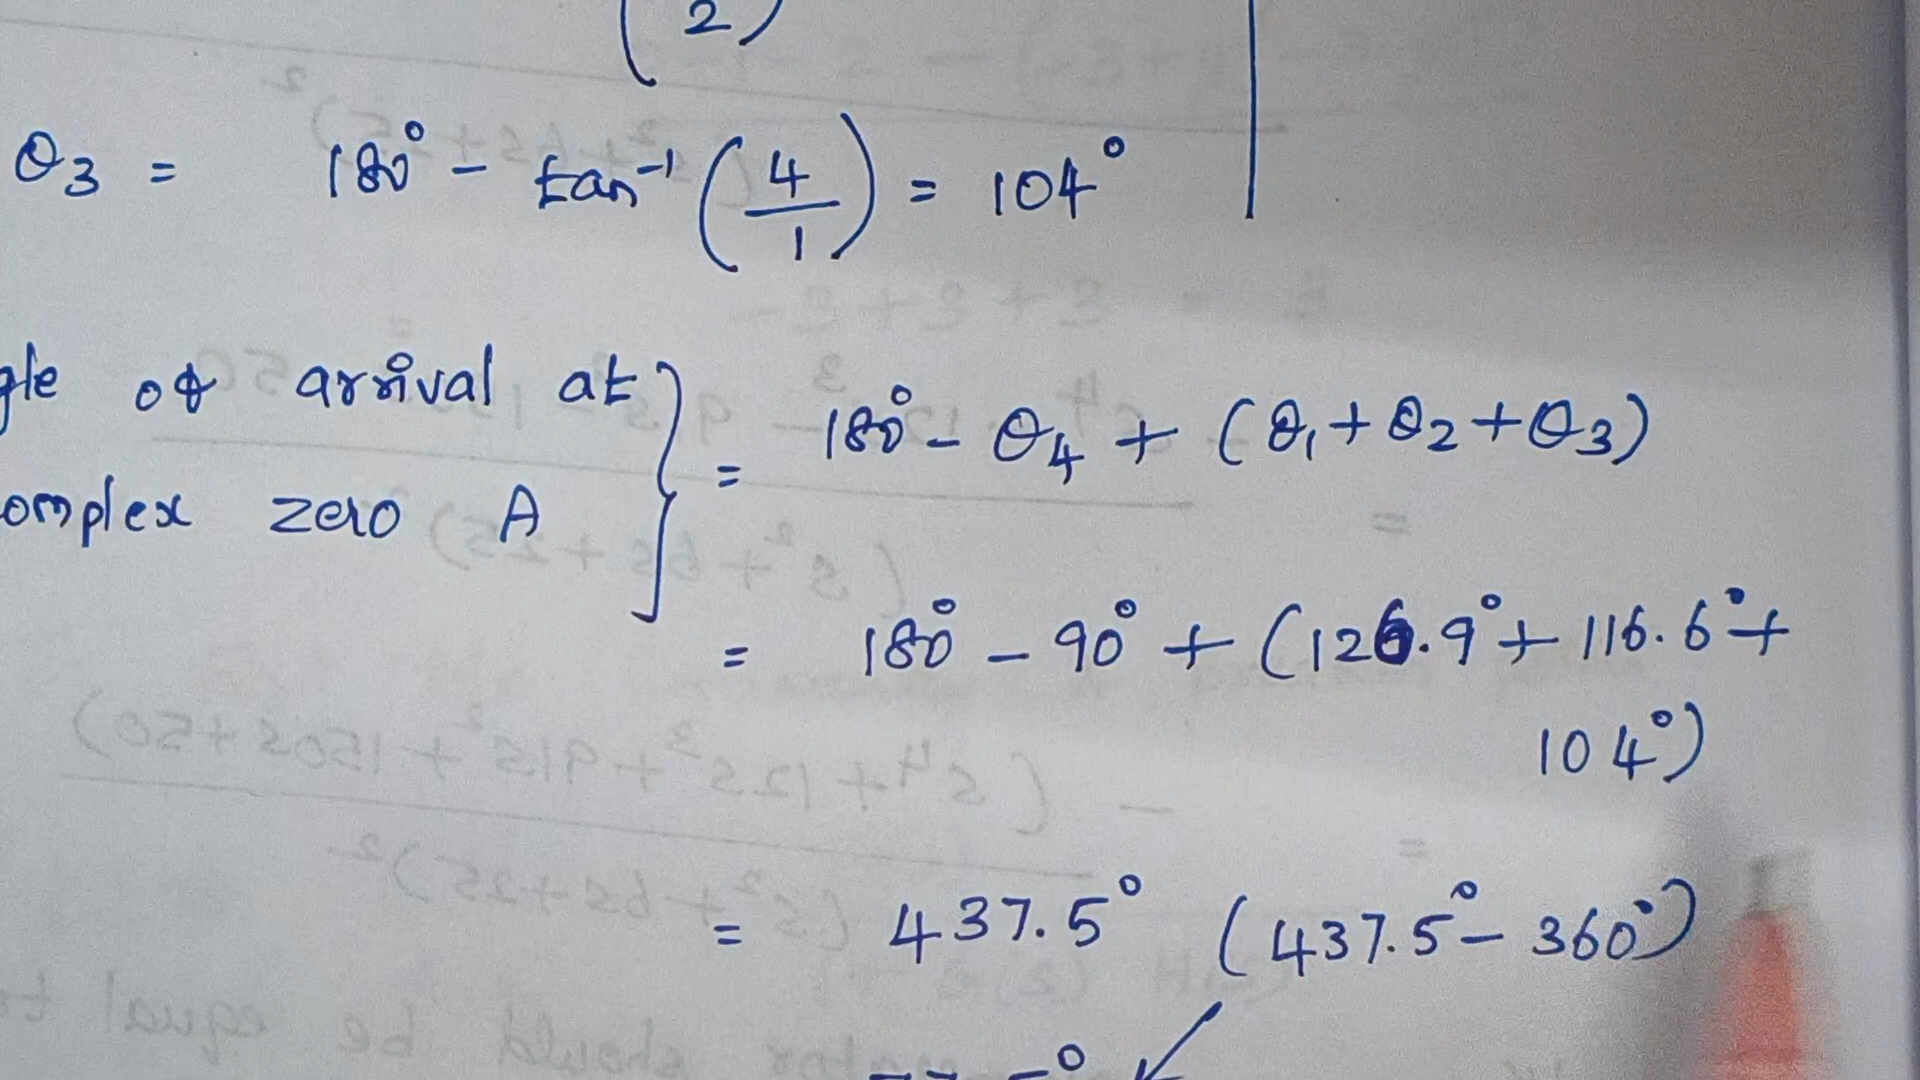 2)
θ3 = 180° - tan⁻¹(4/1) = 104°
gle of arrival at } = 180° - θ4 + (θ1+θ2+θ3)
omplex zero A
= 180° - 90° + (126.9° + 116.6° +
104°)
= 437.5° (437.5° - 360°)